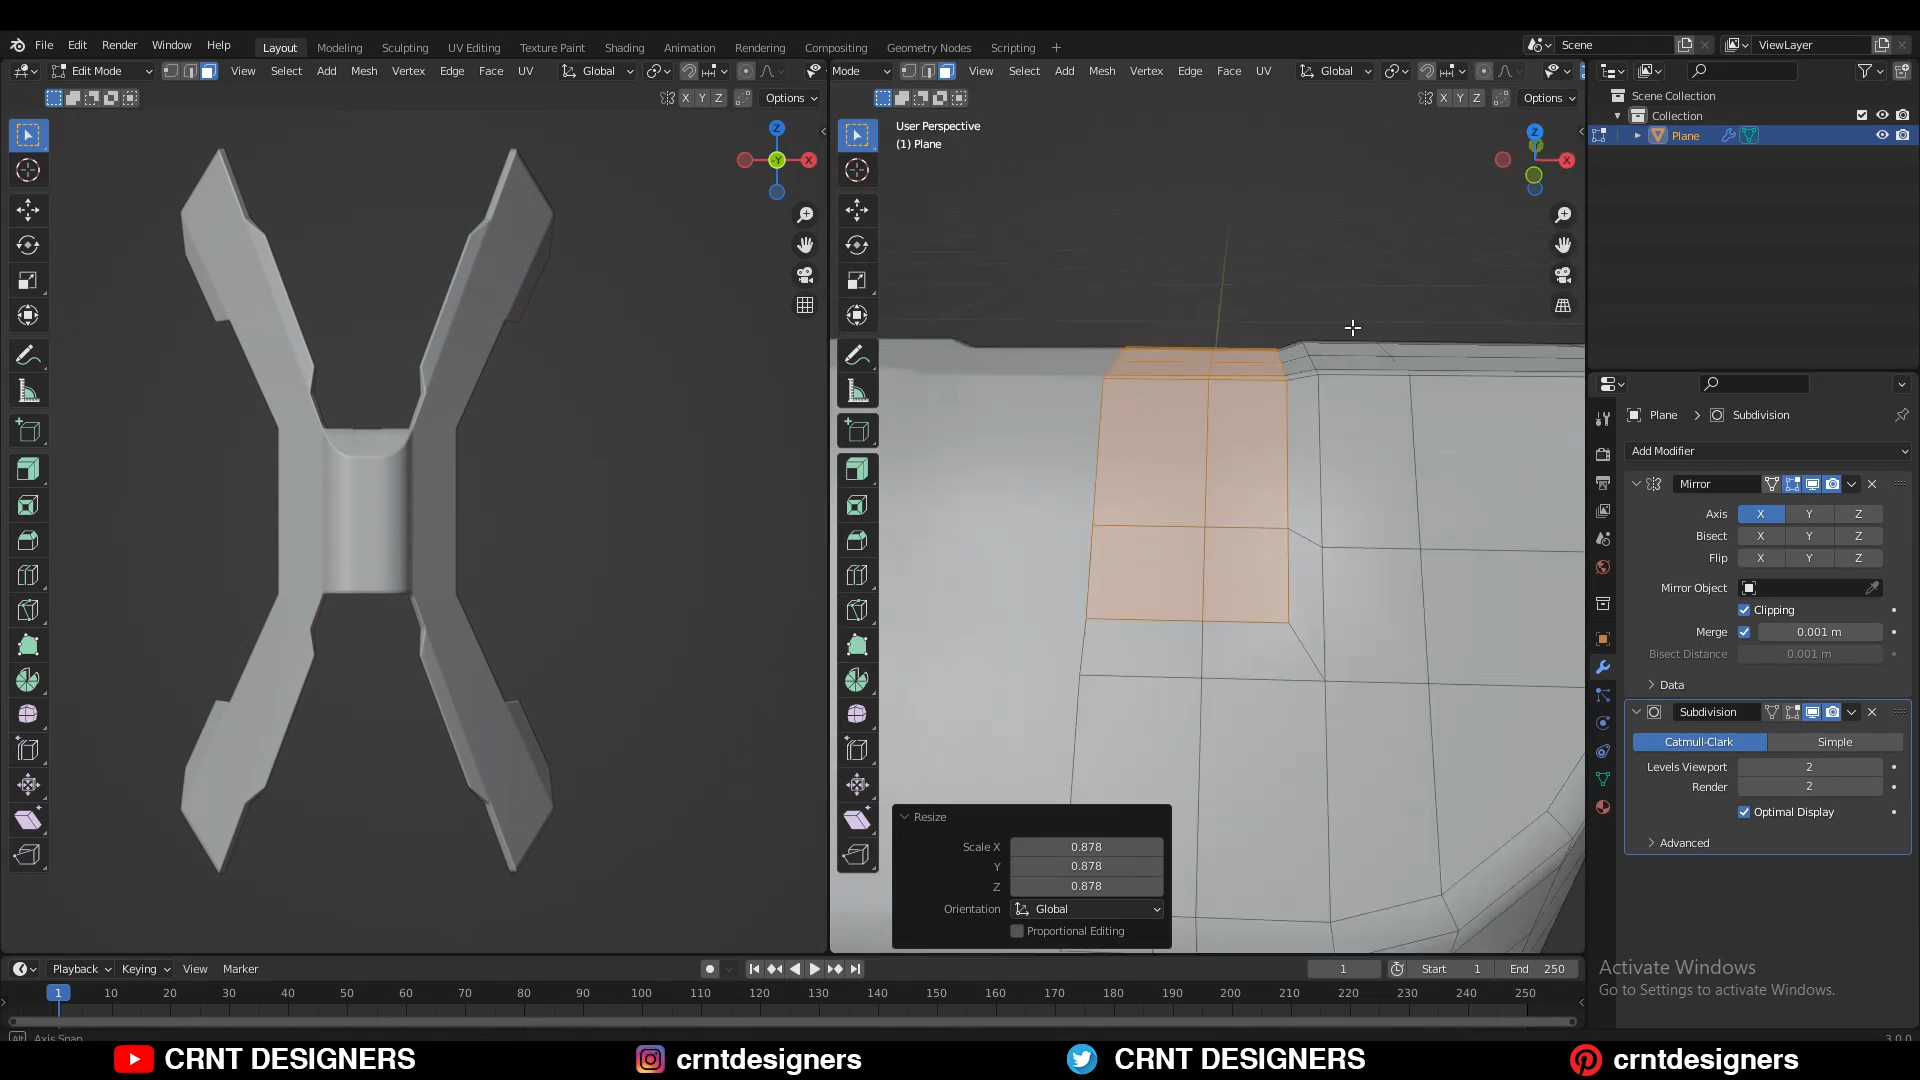 File Edit Render Window Help Layout Modeling Sculpting UV Editing Texture Paint Shading Animation Rendering Compositing Geometry Nodes Scripting + Scene ViewLayer
Edit Mode View Select Add Mesh Vertex Edge Face UV Global
Mode View Select Add Mesh Vertex Edge Face UV Global
X Y Z Options
X Y Z Options
User Perspective
(1) Plane
Z
-Y
X
Z
Y
X
Scene Collection
Collection
Plane
Plane > Subdivision
Add Modifier
Mirror
Axis X Y Z
Bisect X Y Z
Flip X Y Z
Mirror Object
Clipping
Merge 0.001 m
Bisect Distance 0.001 m
Data
Subdivision
Catmull-Clark Simple
Levels Viewport 2
Render 2
Optimal Display
Advanced
Resize
Scale X 0.878
Y 0.878
Z 0.878
Orientation Global
Proportional Editing
Playback Keying View Marker 1 Start 1 End 250
1 10 20 30 40 50 60 70 80 90 100 110 120 130 140 150 160 170 180 190 200 210 220 230 240 250
Activate Windows
Go to Settings to activate Windows.
Alt Axis Snap 3.0.0
CRNT DESIGNERS crntdesigners CRNT DESIGNERS crntdesigners